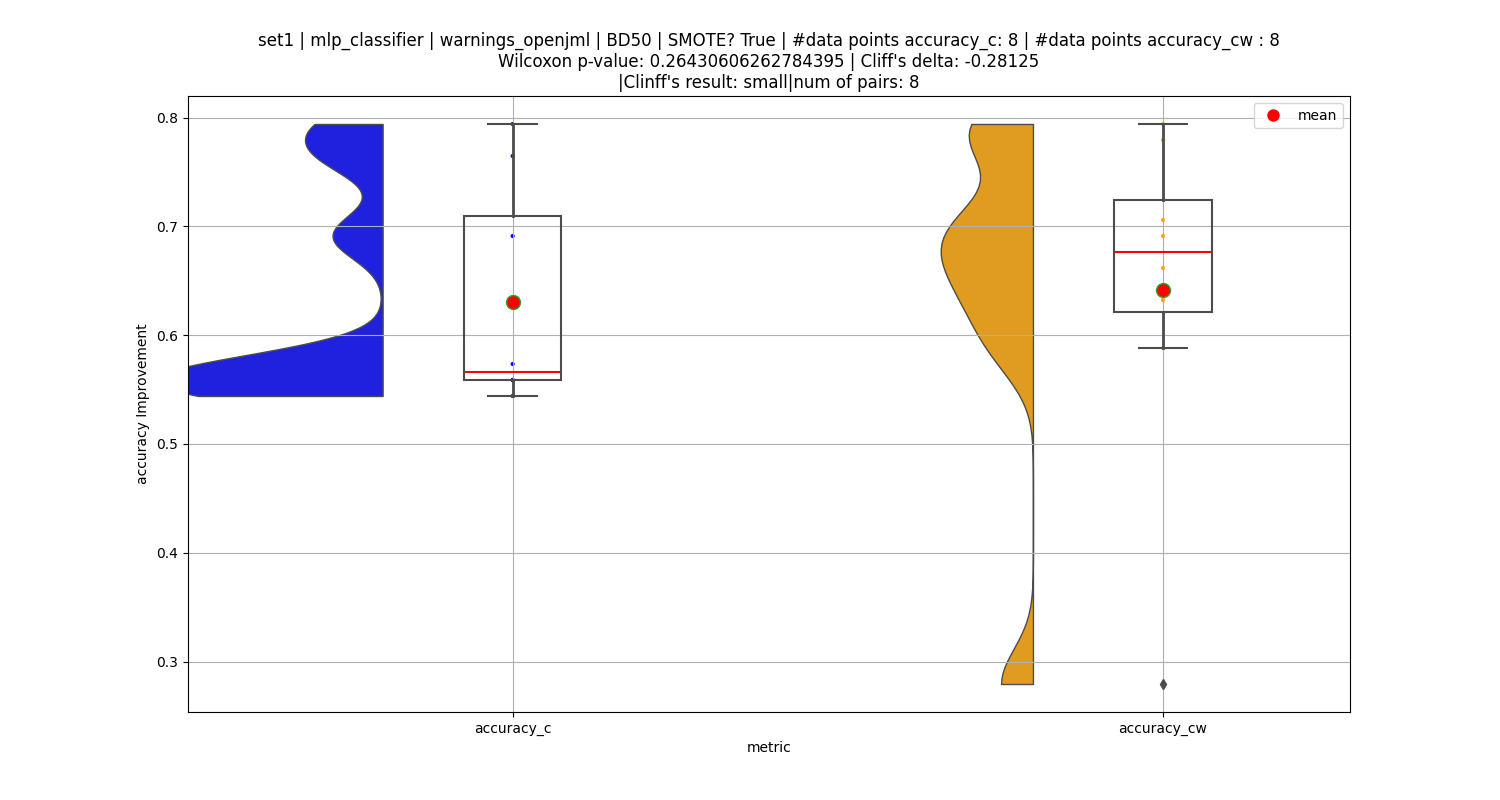 set1 | mlp_classifier | warnings_openjml | BD50 | SMOTE? True | #data points accuracy_c: 8 | #data points accuracy_cw : 8
Wilcoxon p-value: 0.26430606262784395 | Cliff's delta: -0.28125
|Clinff's result: small|num of pairs: 8
mean
0.8
0.7
0.6
0.5
0.4
0.3
accuracy Improvement
accuracy_c
accuracy_cw
metric